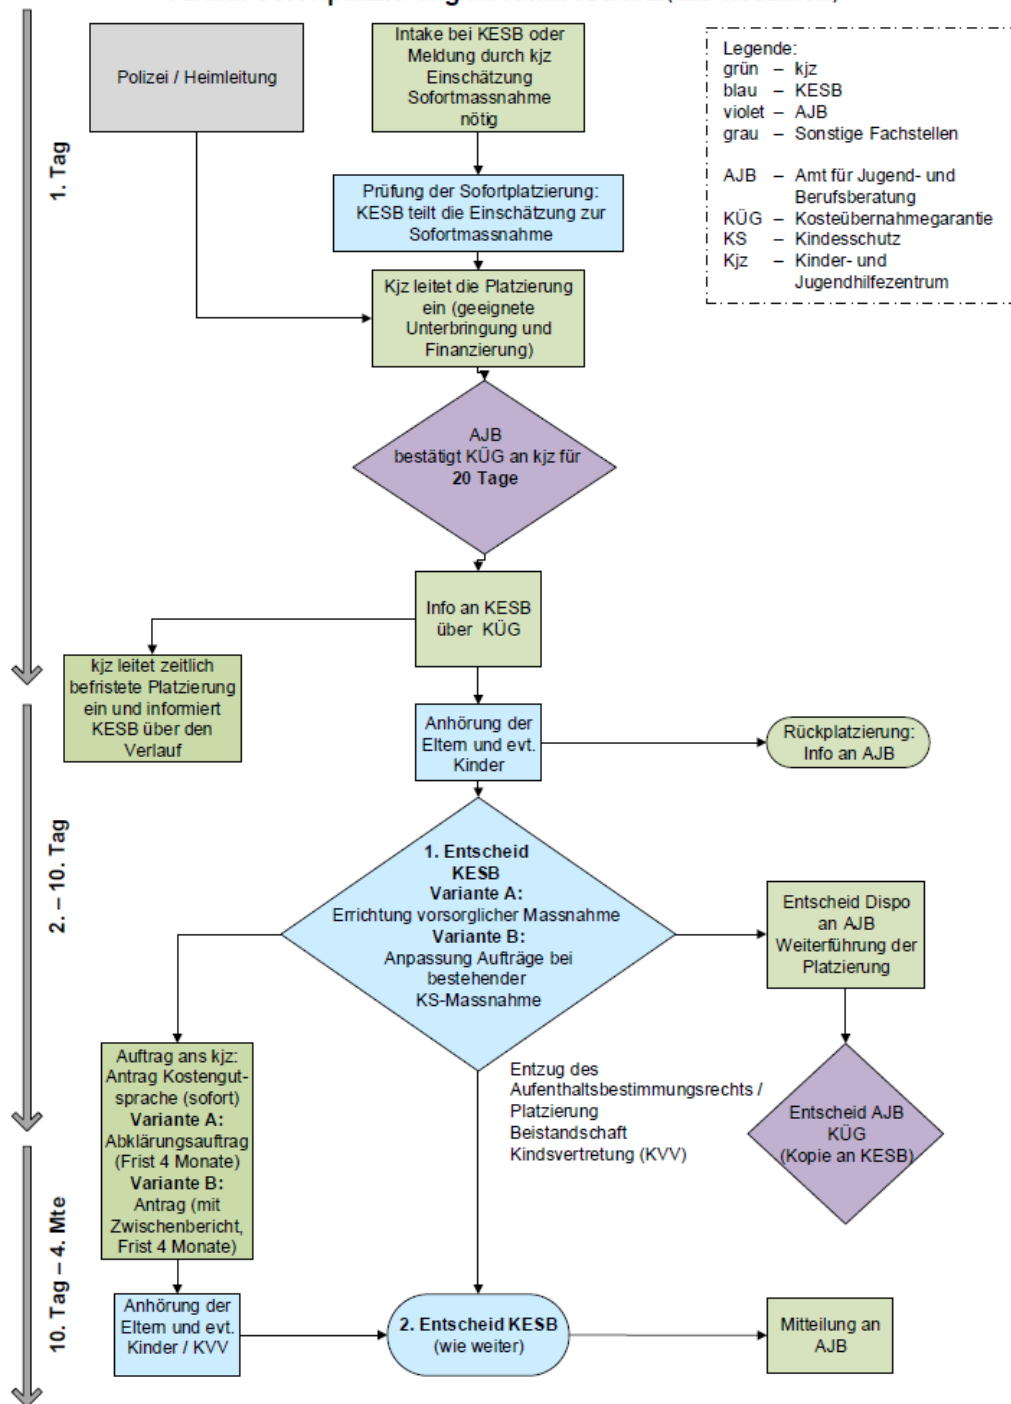 Polizei / Heimleitung
Intake bei KESB oder
Meldung durch kjz
Einschätzung
Sofortmassnahme
nötig
Legende:
grün – kjz
blau – KESB
violet – AJB
grau – Sonstige Fachstellen
AJB – Amt für Jugend- und
Berufsberatung
KÜG – Kosteübernahmegarantie
KS – Kindesschutz
Kjz – Kinder- und
Jugendhilfezentrum
1. Tag
Prüfung der Sofortplatzierung:
KESB teilt die Einschätzung zur
Sofortmassnahme
Kjz leitet die Platzierung
ein (geeignete
Unterbringung und
Finanzierung)
AJB
bestätigt KÜG an kjz für
20 Tage
Info an KESB
über KÜG
kjz leitet zeitlich
befristete Platzierung
ein und informiert
KESB über den
Verlauf
Anhörung der
Eltern und evt.
Kinder
Rückplatzierung:
Info an AJB
2. – 10. Tag
1. Entscheid
KESB
Variante A:
Errichtung vorsorglicher Massnahme
Variante B:
Anpassung Aufträge bei
bestehender
KS-Massnahme
Entscheid Dispo
an AJB
Weiterführung der
Platzierung
Auftrag ans kjz:
Antrag Kostengut-
sprache (sofort)
Variante A:
Abklärungsauftrag
(Frist 4 Monate)
Variante B:
Antrag (mit
Zwischenbericht,
Frist 4 Monate)
Entzug des
Aufenthaltsbestimmungsrechts /
Platzierung
Beistandschaft
Kindsvertretung (KVV)
Entscheid AJB
KÜG
(Kopie an KESB)
10. Tag – 4. Mte
Anhörung der
Eltern und evt.
Kinder / KVV
2. Entscheid KESB
(wie weiter)
Mitteilung an
AJB